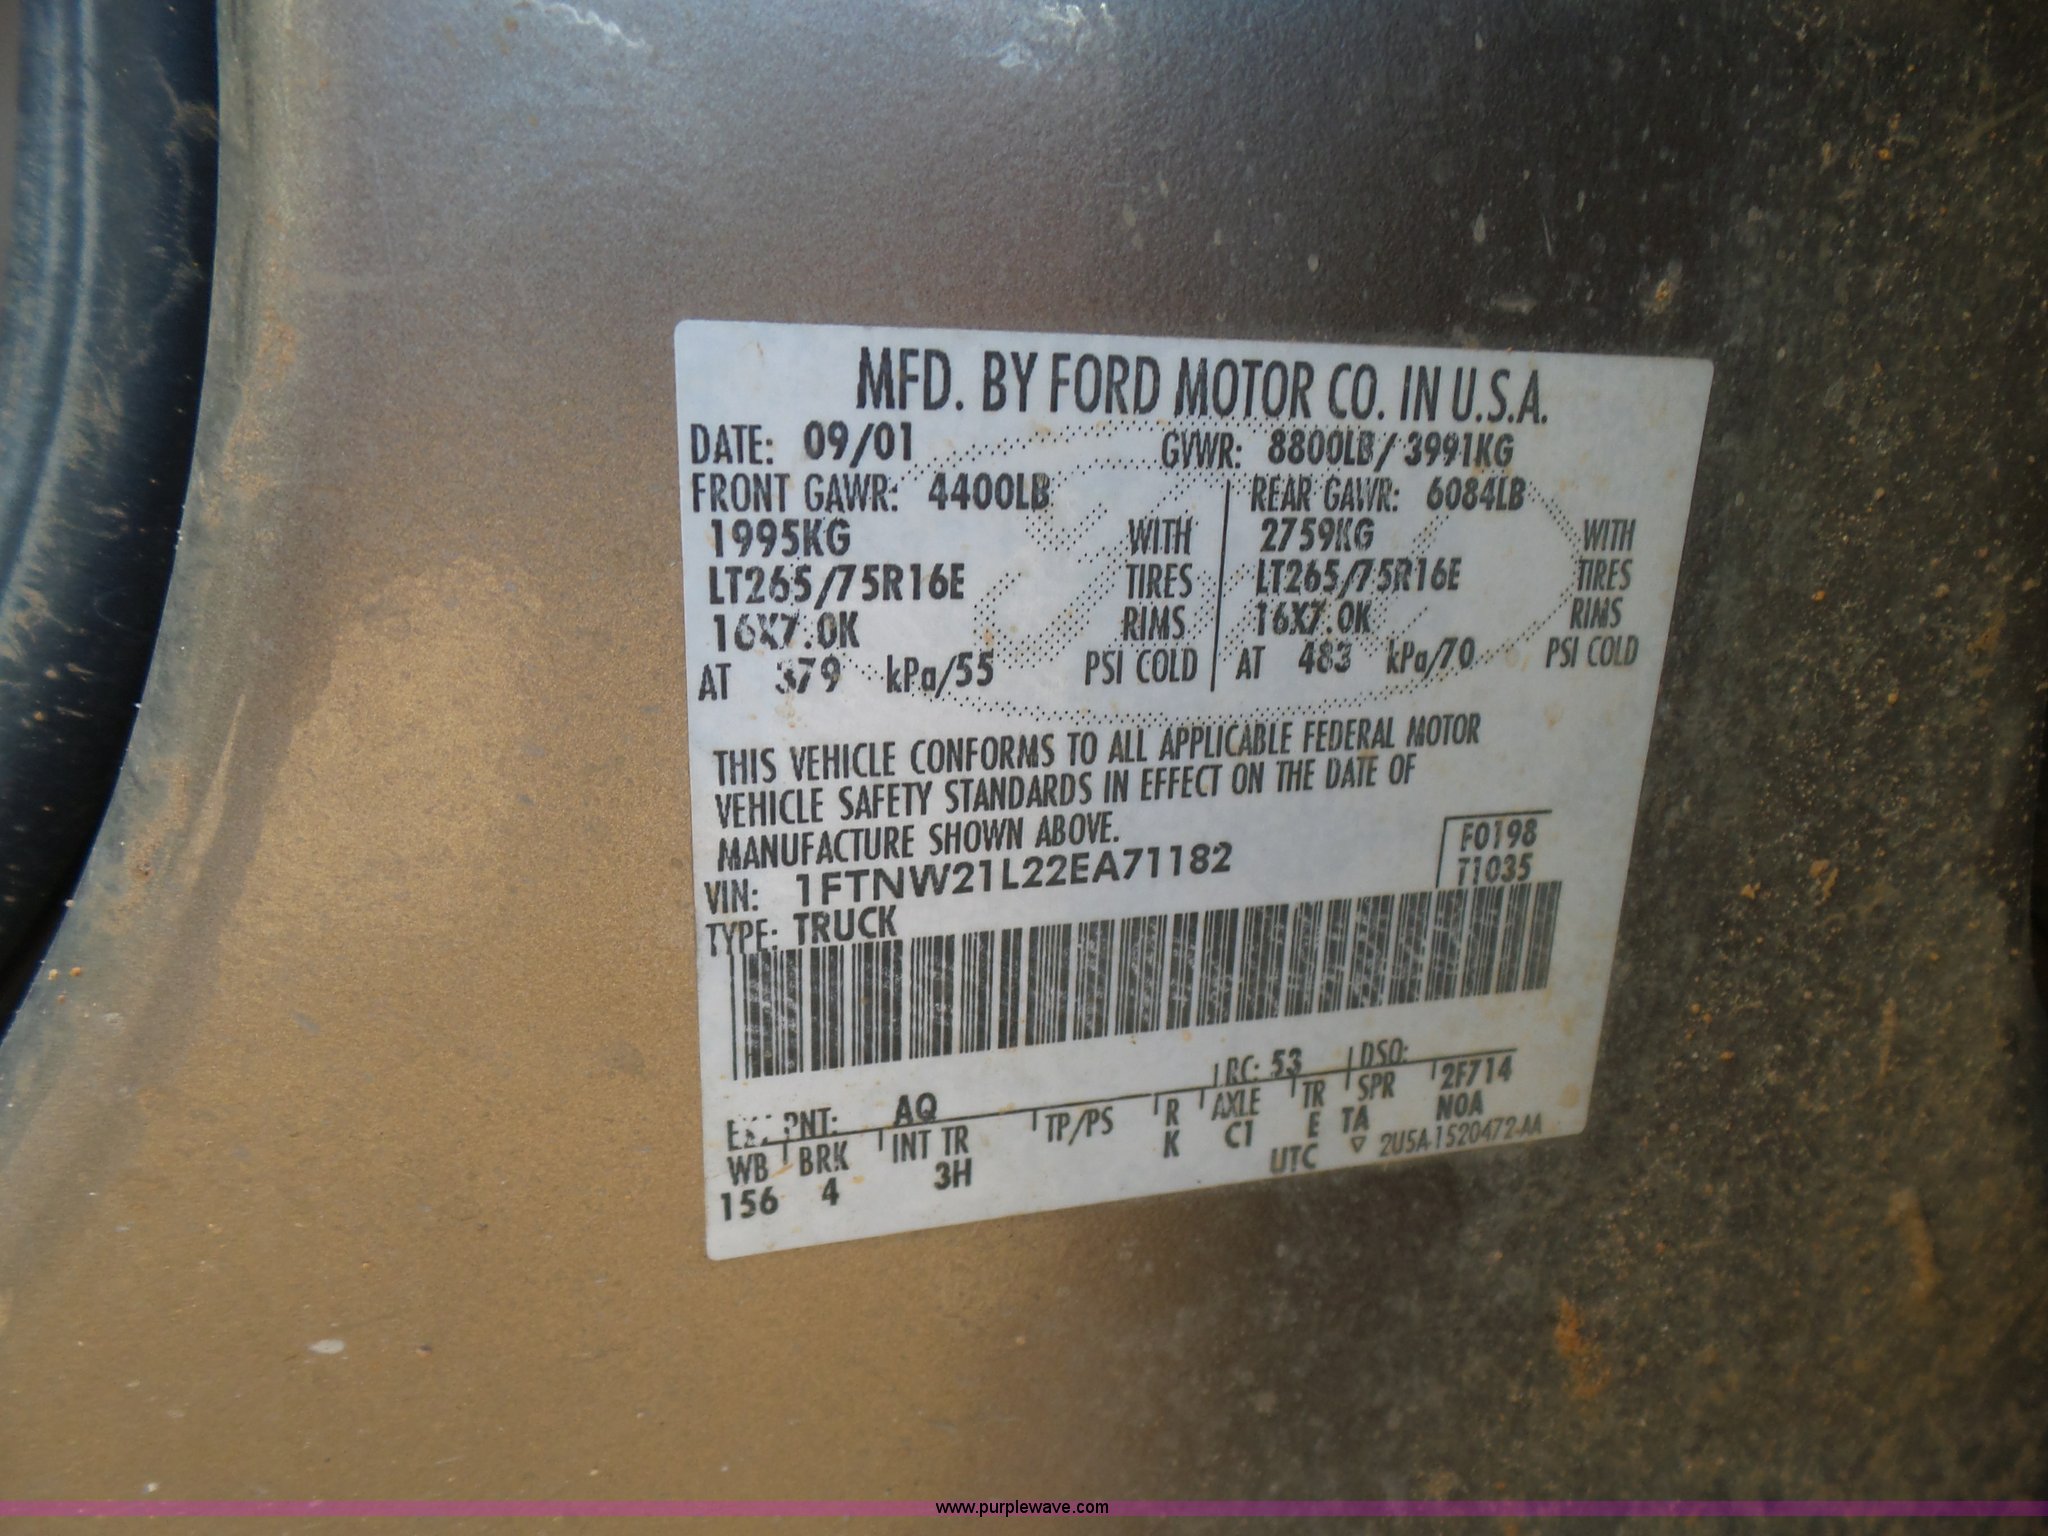 MFD. BY FORD MOTOR CO. IN U.S.A.
DATE: 09/01 GVWR: 8800LB/3991KG
FRONT GAWR: 4400LB REAR GAWR: 6084LB
1995KG WITH 2759KG WITH
LT265/75R16E TIRES LT265/75R16E TIRES
16X7.0K RIMS 16X7.0K RIMS
AT 379 kPa/55 PSI COLD AT 483 kPa/70 PSI COLD
THIS VEHICLE CONFORMS TO ALL APPLICABLE FEDERAL MOTOR
VEHICLE SAFETY STANDARDS IN EFFECT ON THE DATE OF
MANUFACTURE SHOWN ABOVE.
F0198
VIN: 1FTNW21L22EA71182 T1035
TYPE: TRUCK
PNT: AQ RC: 53 DSO:
WB BRK INT TR TP/PS R AXLE TR SPR 2F714
156 4 3H K C1 E TA N0A
UTC ▽ 2U5A-1520472-AA
www.purplewave.com